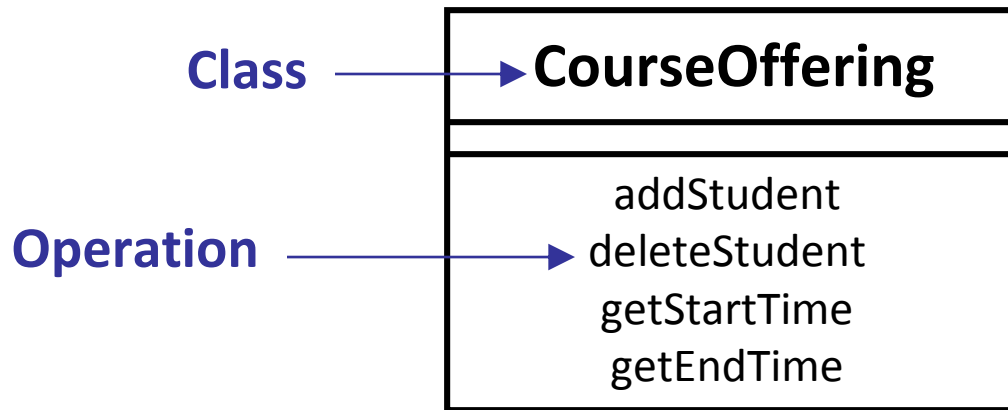 Class
CourseOffering
addStudent
Operation
deleteStudent
getStartTime
getEndTime